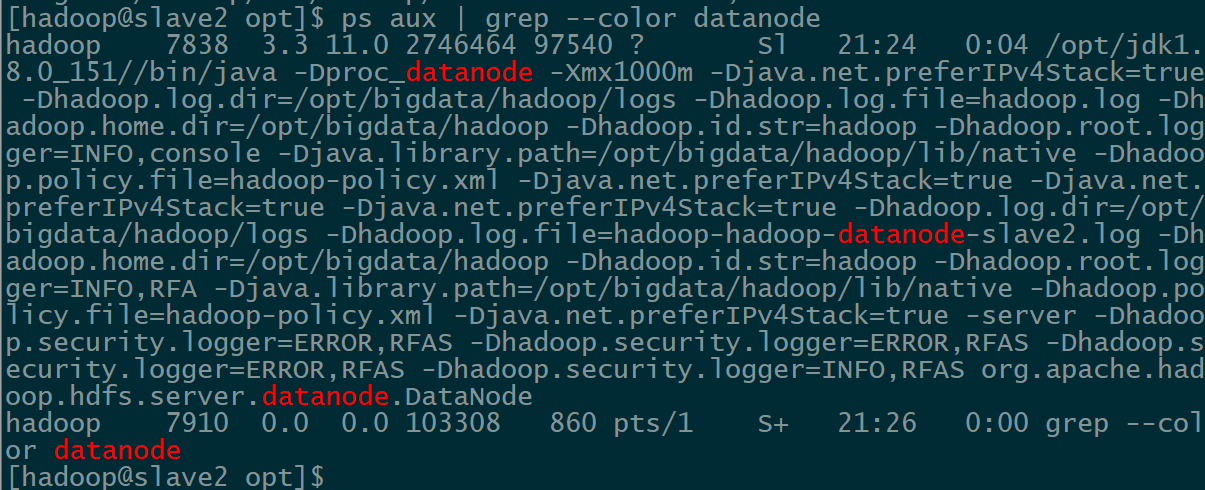 [hadoop@slave2 opt]$ ps aux | grep --color datanode
hadoop    7838  3.3 11.0 2746464 97540 ?       Sl   21:24   0:04 /opt/jdk1.
8.0_151//bin/java -Dproc_datanode -Xmx1000m -Djava.net.preferIPv4Stack=true
 -Dhadoop.log.dir=/opt/bigdata/hadoop/logs -Dhadoop.log.file=hadoop.log -Dh
adoop.home.dir=/opt/bigdata/hadoop -Dhadoop.id.str=hadoop -Dhadoop.root.log
ger=INFO,console -Djava.library.path=/opt/bigdata/hadoop/lib/native -Dhadoo
p.policy.file=hadoop-policy.xml -Djava.net.preferIPv4Stack=true -Djava.net.
preferIPv4Stack=true -Djava.net.preferIPv4Stack=true -Dhadoop.log.dir=/opt/
bigdata/hadoop/logs -Dhadoop.log.file=hadoop-hadoop-datanode-slave2.log -Dh
adoop.home.dir=/opt/bigdata/hadoop -Dhadoop.id.str=hadoop -Dhadoop.root.log
ger=INFO,RFA -Djava.library.path=/opt/bigdata/hadoop/lib/native -Dhadoop.po
licy.file=hadoop-policy.xml -Djava.net.preferIPv4Stack=true -server -Dhadoo
p.security.logger=ERROR,RFAS -Dhadoop.security.logger=ERROR,RFAS -Dhadoop.s
ecurity.logger=ERROR,RFAS -Dhadoop.security.logger=INFO,RFAS org.apache.had
oop.hdfs.server.datanode.DataNode
hadoop    7910  0.0  0.0 103308   860 pts/1    S+   21:26   0:00 grep --col
or datanode
[hadoop@slave2 opt]$